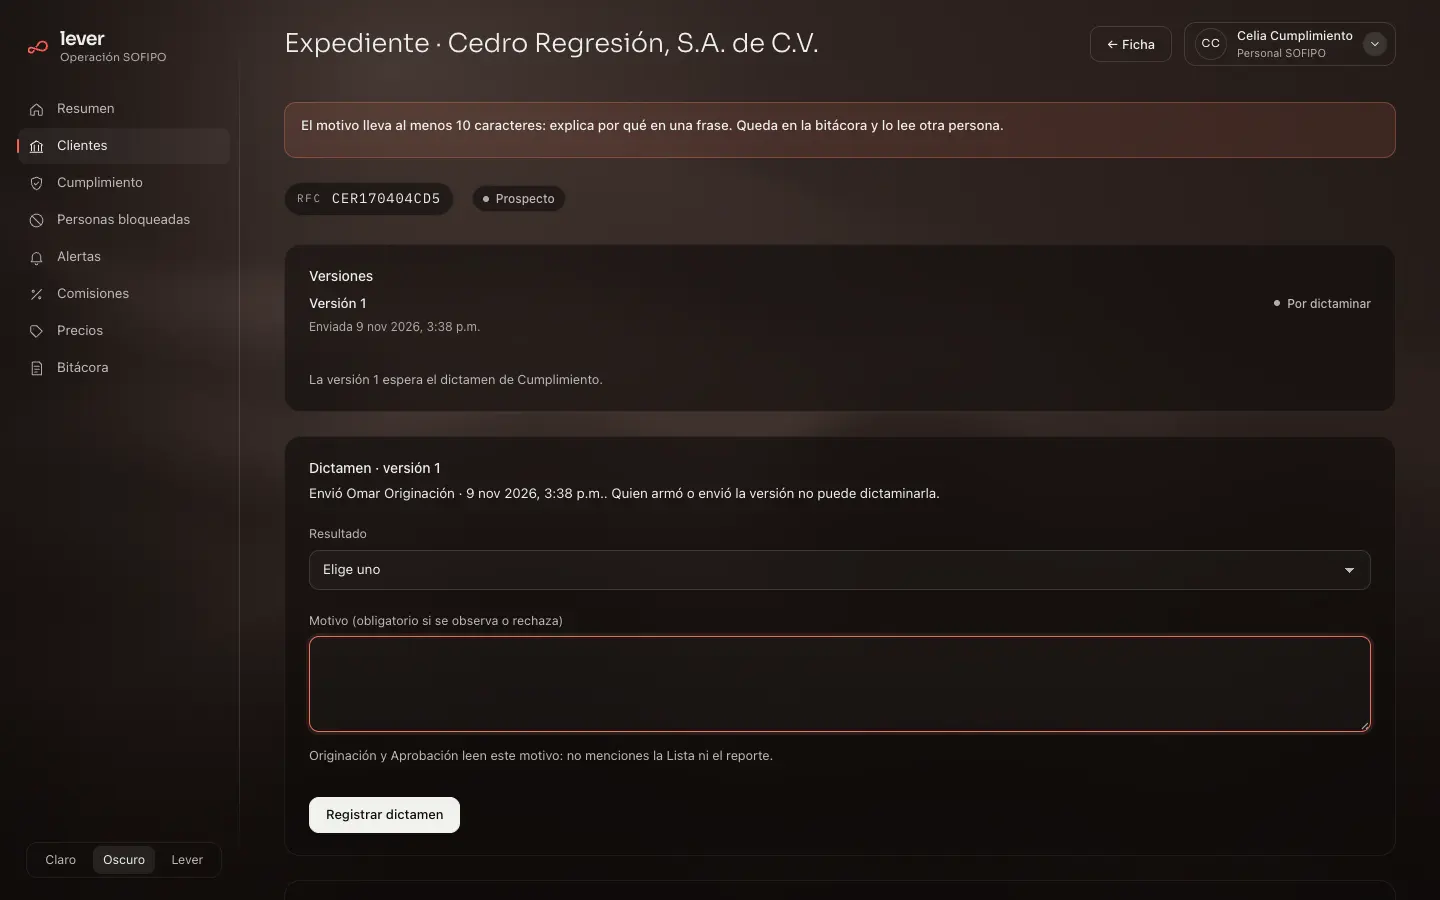 lever
Operación SOFIPO
Resumen
Clientes
Cumplimiento
Personas bloqueadas
Alertas
Comisiones
Precios
Bitácora
Claro
Oscuro
Lever
Expediente · Cedro Regresión, S.A. de C.V.
← Ficha
CC
Celia Cumplimiento
Personal SOFIPO
El motivo lleva al menos 10 caracteres: explica por qué en una frase. Queda en la bitácora y lo lee otra persona.
RFC CER170404CD5
Prospecto
Versiones
Versión 1
Por dictaminar
Enviada 9 nov 2026, 3:38 p.m.
La versión 1 espera el dictamen de Cumplimiento.
Dictamen · versión 1
Envió Omar Originación · 9 nov 2026, 3:38 p.m.. Quien armó o envió la versión no puede dictaminarla.
Resultado
Elige uno
Motivo (obligatorio si se observa o rechaza)
Originación y Aprobación leen este motivo: no menciones la Lista ni el reporte.
Registrar dictamen